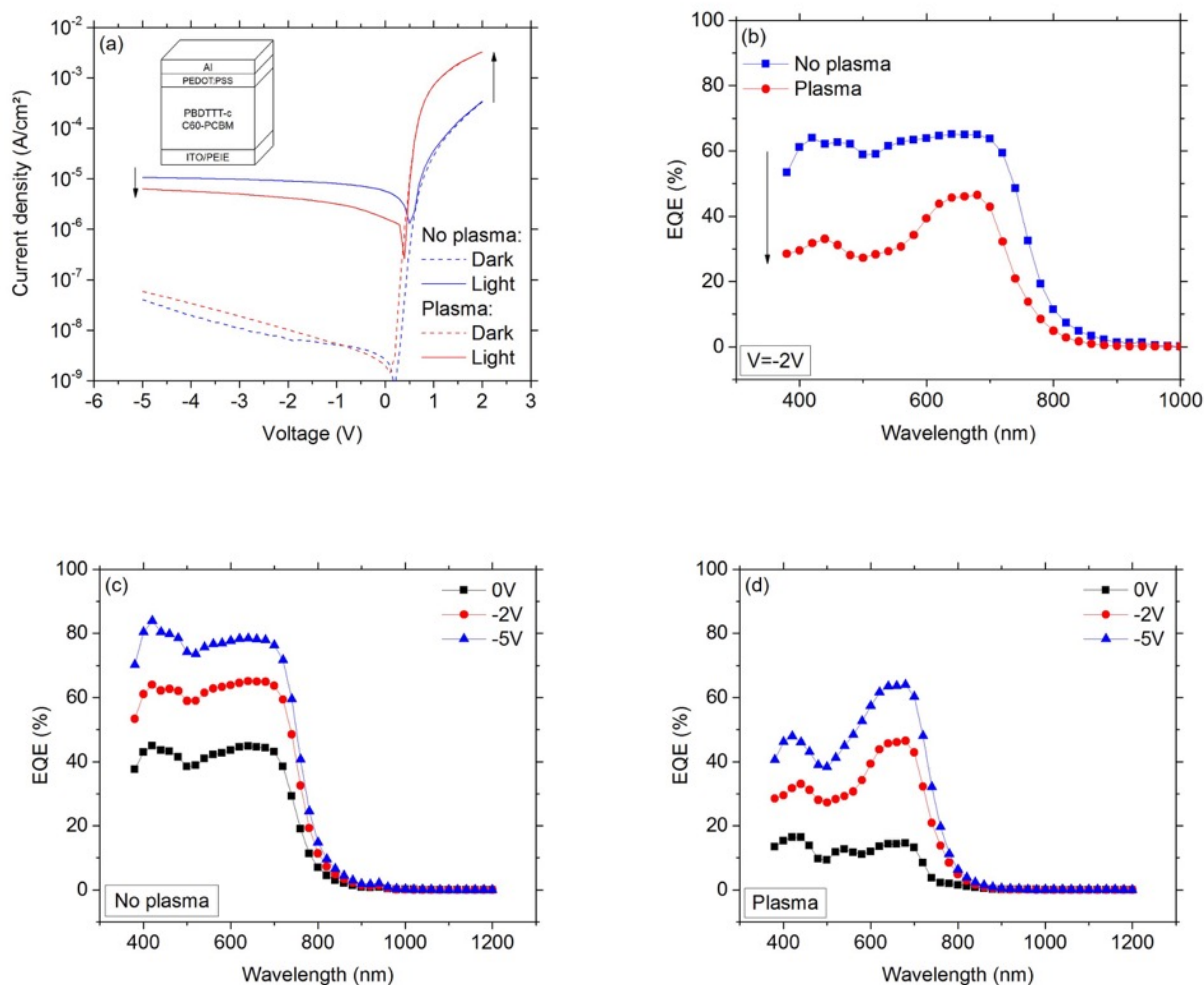 (a)
Al
PEDOT:PSS
PBDTTT-c
C60-PCBM
ITO/PEIE
No plasma:
Dark
Light
Plasma:
Dark
Light
10⁻²
10⁻³
10⁻⁴
10⁻⁵
10⁻⁶
10⁻⁷
10⁻⁸
10⁻⁹
Current density (A/cm²)
-6 -5 -4 -3 -2 -1 0 1 2 3
Voltage (V)
(b)
No plasma
Plasma
V=-2V
100
80
60
40
20
0
EQE (%)
400 600 800 1000
Wavelength (nm)
(c)
0V
-2V
-5V
No plasma
100
80
60
40
20
0
EQE (%)
400 600 800 1000 1200
Wavelength (nm)
(d)
0V
-2V
-5V
Plasma
100
80
60
40
20
0
EQE (%)
400 600 800 1000 1200
Wavelength (nm)